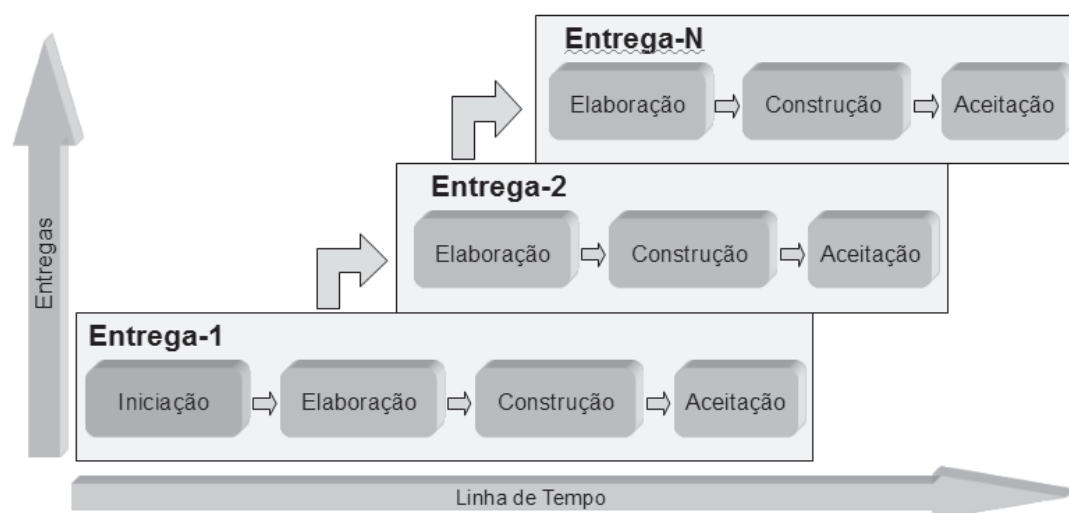 Entrega-N
Elaboração
Construção
Aceitação
Entrega-2
Elaboração
Construção
Aceitação
Entregas
Entrega-1
Iniciação
Elaboração
Construção
Aceitação
Linha de Tempo